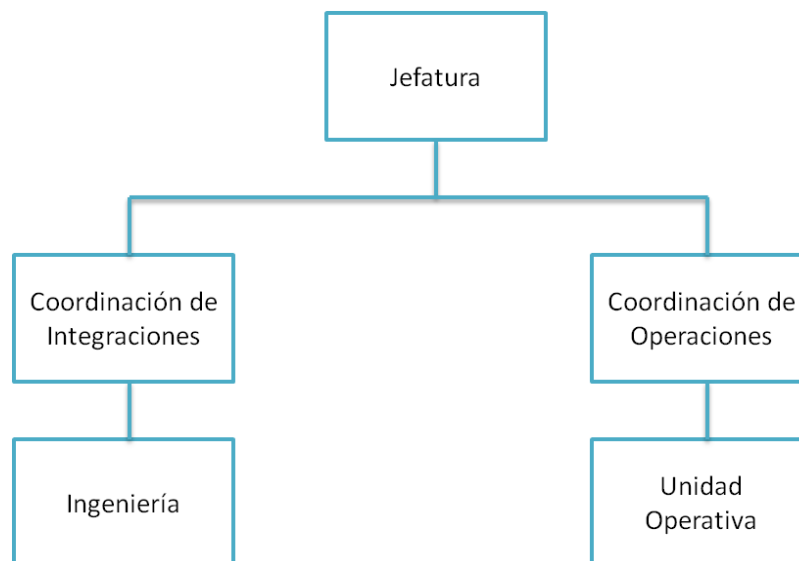 Jefatura
Coordinación de
Integraciones
Coordinación de
Operaciones
Ingeniería
Unidad
Operativa